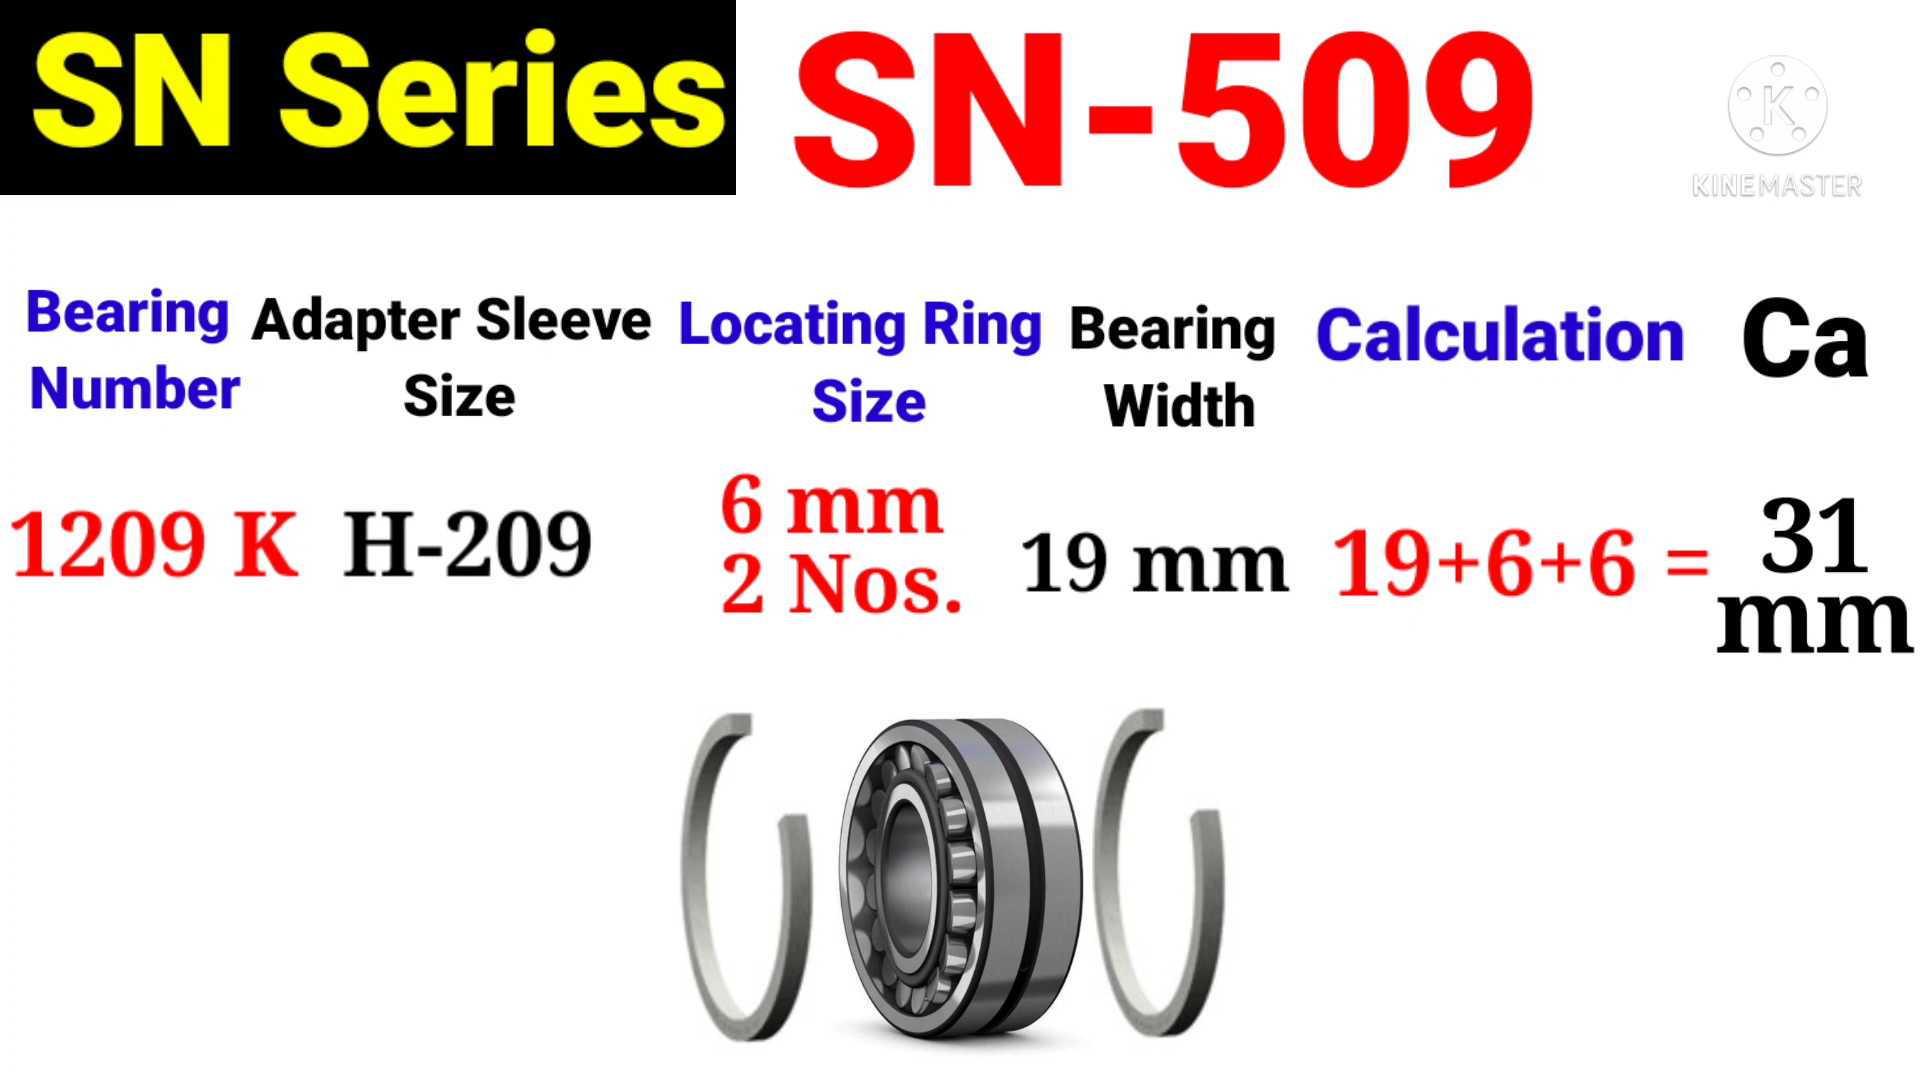 SN Series SN-509
K
KINEMASTER
Bearing Number
Adapter Sleeve Size
Locating Ring Size
Bearing Width
Calculation
Ca
1209 K
H-209
6 mm
2 Nos.
19 mm
19+6+6 =
31
mm